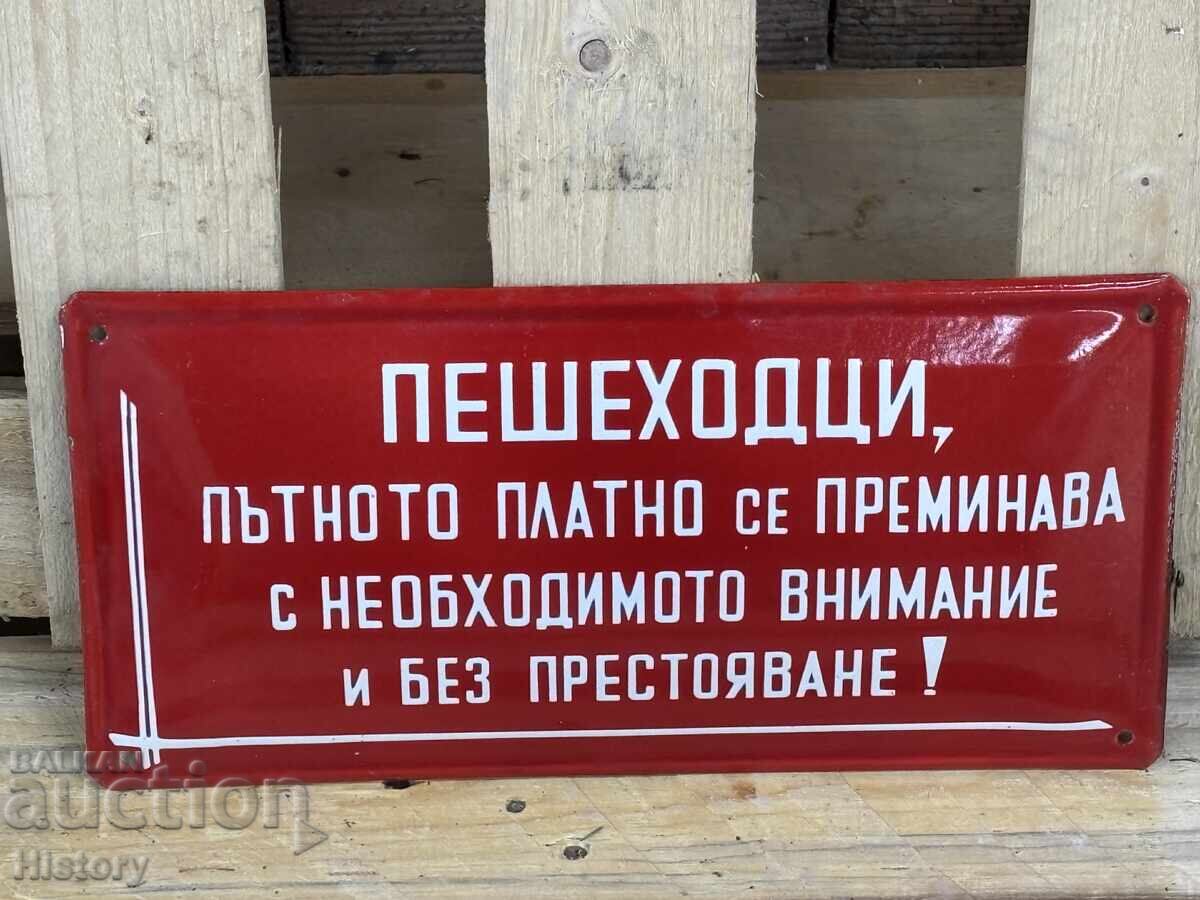 ПЕШЕХОДЦИ,
ПЪТНОТО ПЛАТНО СЕ ПРЕМИНАВА
С НЕОБХОДИМОТО ВНИМАНИЕ
И БЕЗ ПРЕСТОЯВАНЕ!
BALKAN
auction
History